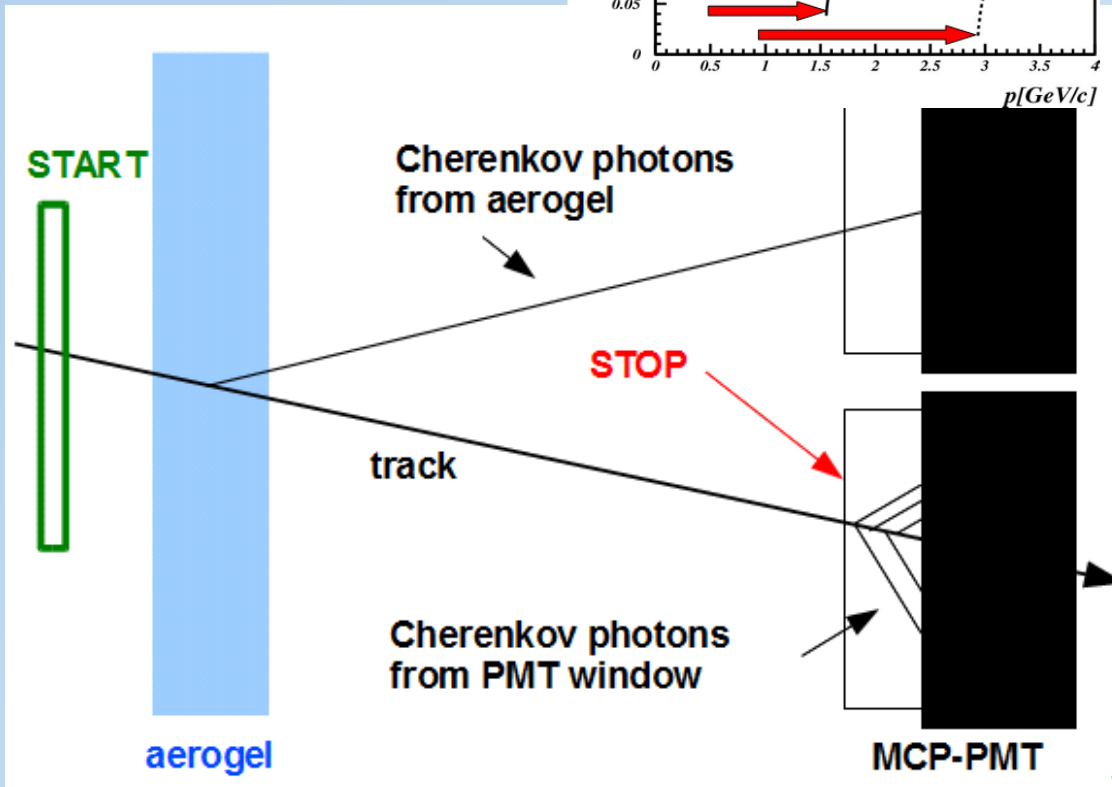 0.05
0
0 0.5 1 1.5 2 2.5 3 3.5 4
p[GeV/c]
START
Cherenkov photons
from aerogel
STOP
track
Cherenkov photons
from PMT window
aerogel
MCP-PMT